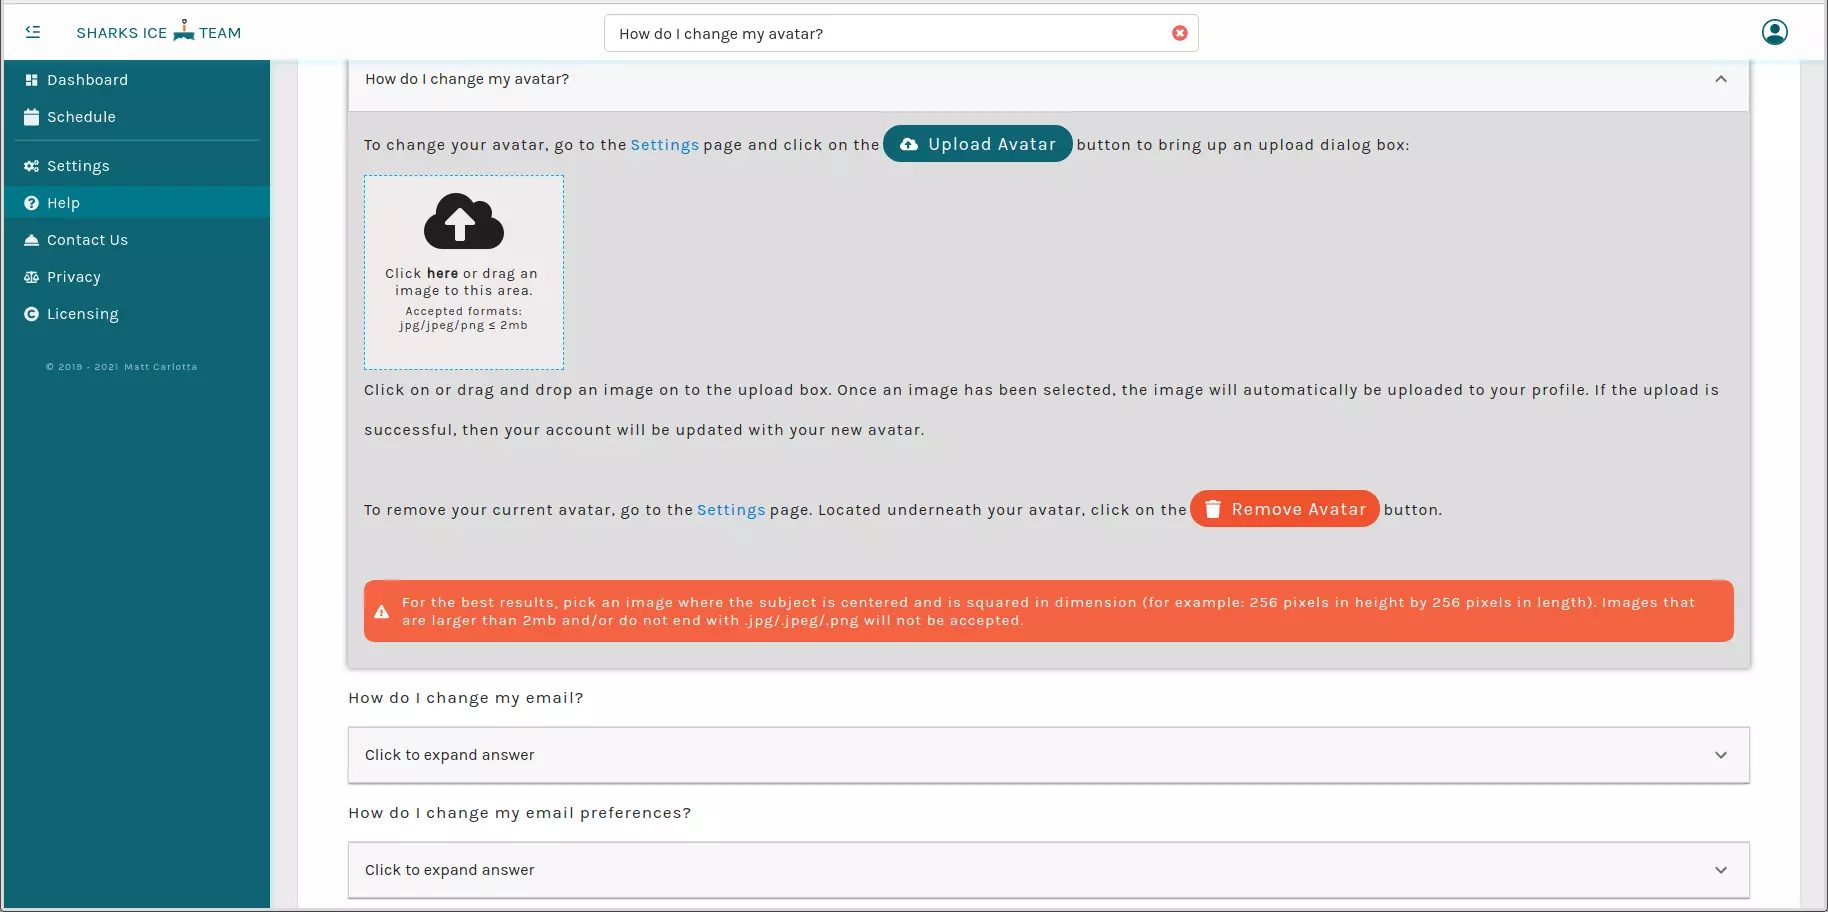 SHARKS ICE TEAM
How do I change my avatar?
Dashboard
Schedule
Settings
Help
Contact Us
Privacy
Licensing
© 2019 - 2021 Matt Carlotta
How do I change my avatar?
To change your avatar, go to the Settings page and click on the Upload Avatar button to bring up an upload dialog box:
Click here or drag an
image to this area.
Accepted formats:
jpg/jpeg/png ≤ 2mb
Click on or drag and drop an image on to the upload box. Once an image has been selected, the image will automatically be uploaded to your profile. If the upload is
successful, then your account will be updated with your new avatar.
To remove your current avatar, go to the Settings page. Located underneath your avatar, click on the Remove Avatar button.
For the best results, pick an image where the subject is centered and is squared in dimension (for example: 256 pixels in height by 256 pixels in length). Images that
are larger than 2mb and/or do not end with .jpg/.jpeg/.png will not be accepted.
How do I change my email?
Click to expand answer
How do I change my email preferences?
Click to expand answer